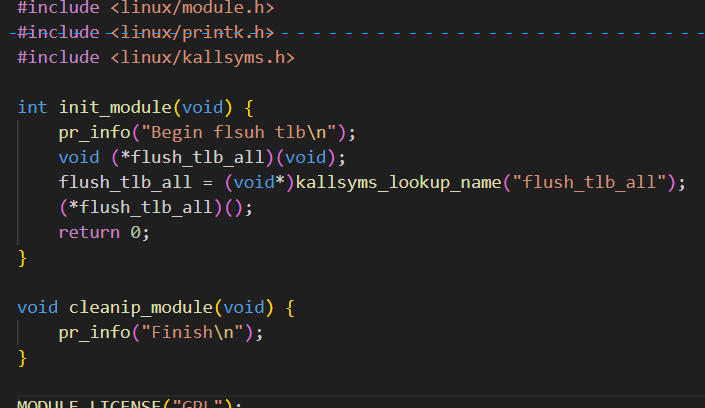 #include <linux/module.h>
#include <linux/printk.h>
#include <linux/kallsyms.h>
int init_module(void) {
pr_info("Begin flsuh tlb\n");
void (*flush_tlb_all)(void);
flush_tlb_all = (void*)kallsyms_lookup_name("flush_tlb_all");
(*flush_tlb_all)();
return 0;
}
void cleanip_module(void) {
pr_info("Finish\n");
}
MODULE_LICENSE("GPL");